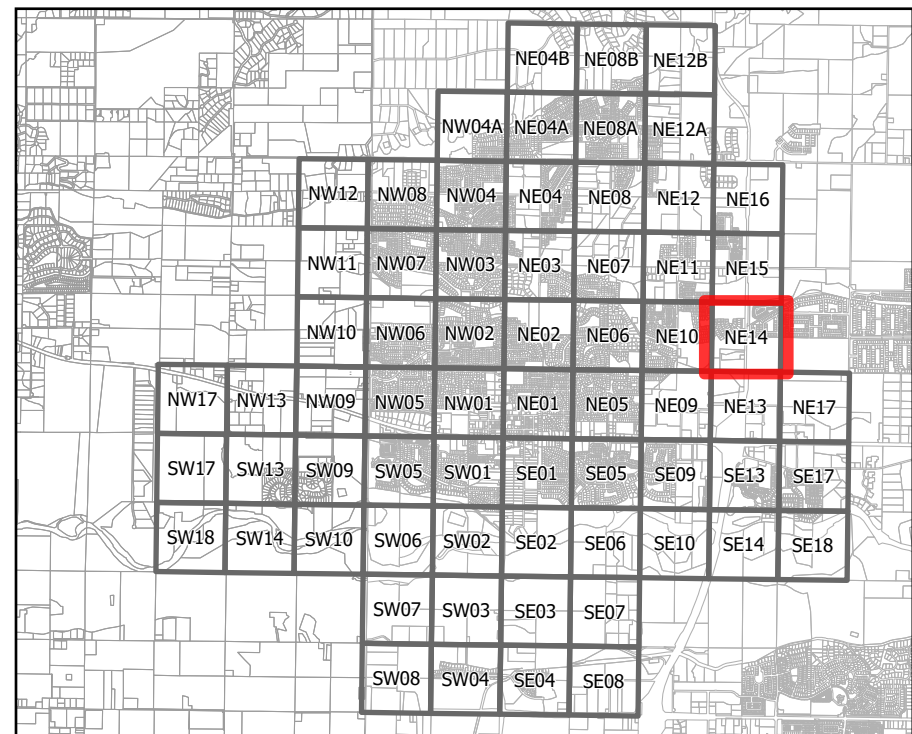 NE04B NE08B NE12B
NW04A NE04A NE08A NE12A
NW12 NW08 NW04 NE04 NE08 NE12 NE16
NW11 NW07 NW03 NE03 NE07 NE11 NE15
NW10 NW06 NW02 NE02 NE06 NE10 NE14
NW17 NW13 NW09 NW05 NW01 NE01 NE05 NE09 NE13 NE17
SW17 SW13 SW09 SW05 SW01 SE01 SE05 SE09 SE13 SE17
SW18 SW14 SW10 SW06 SW02 SE02 SE06 SE10 SE14 SE18
SW07 SW03 SE03 SE07
SW08 SW04 SE04 SE08